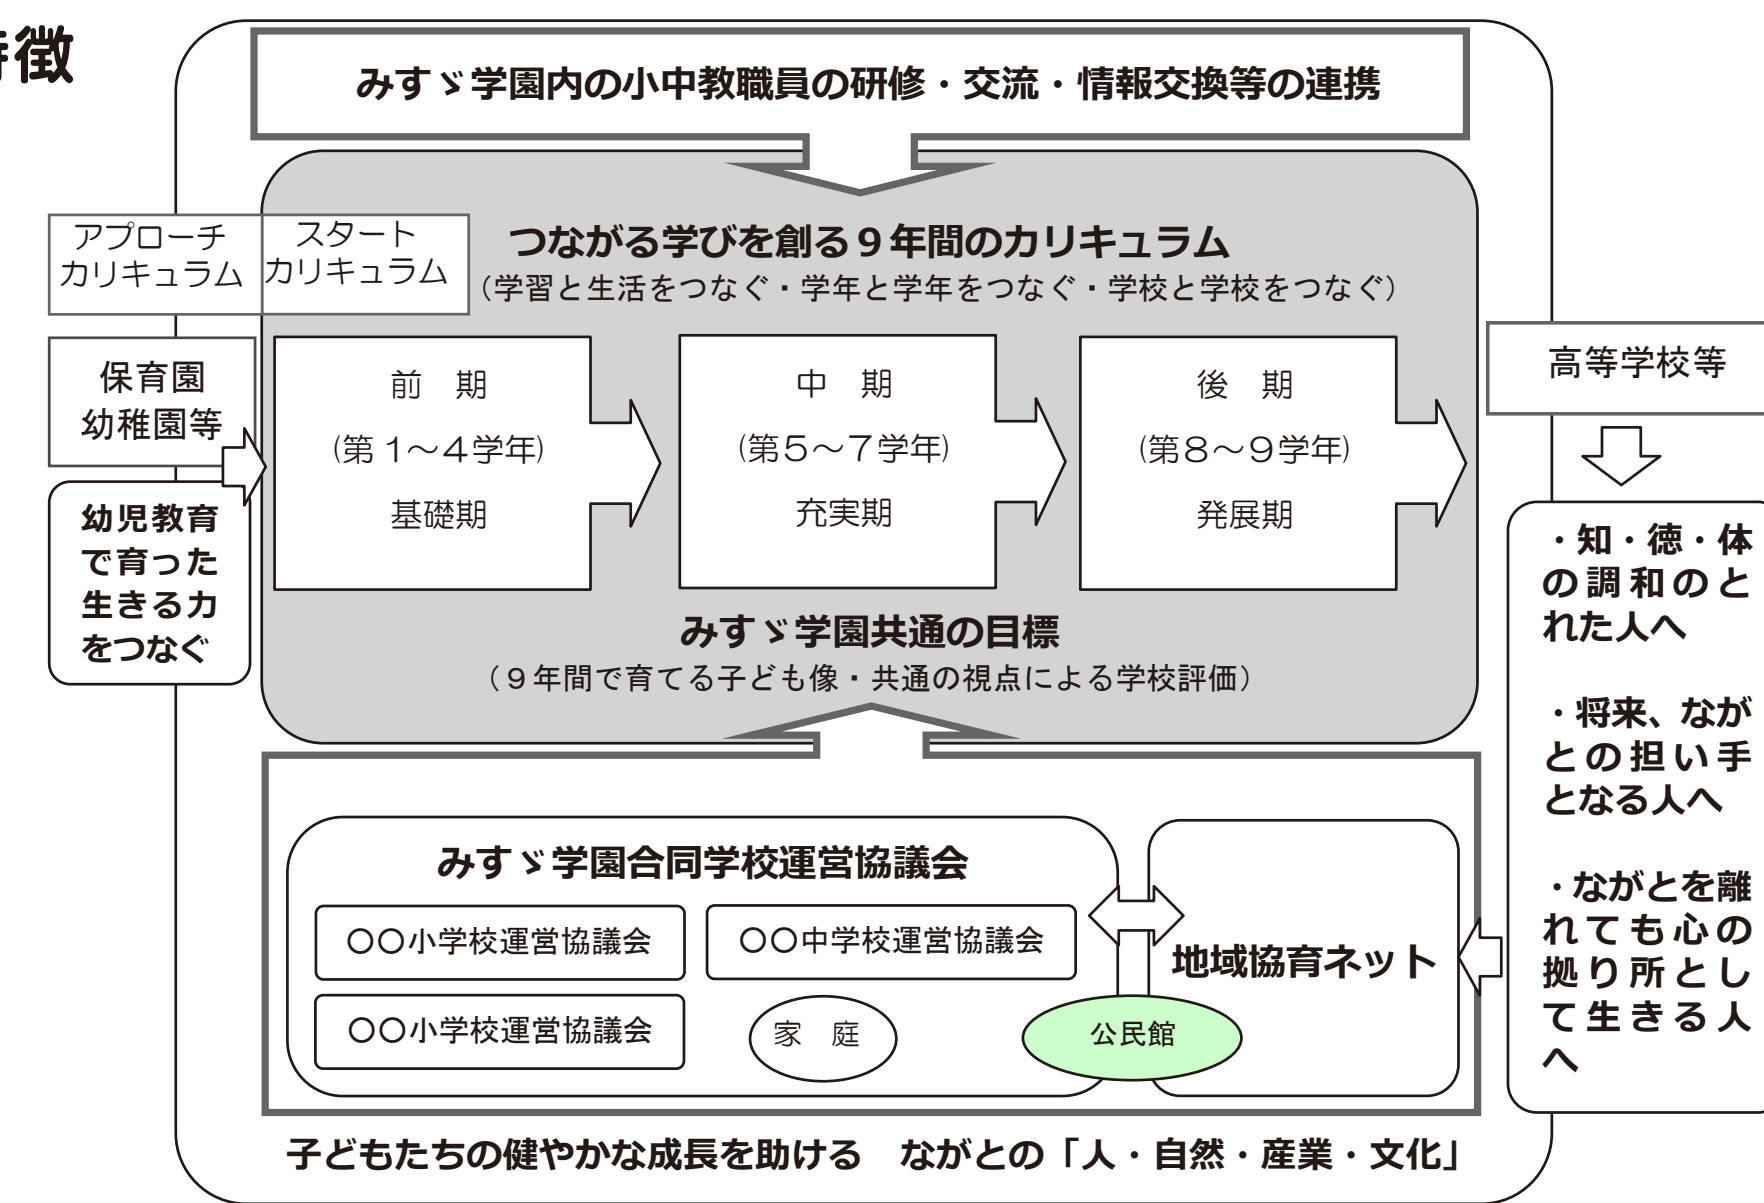 徴
みすゞ学園内の小中教職員の研修・交流・情報交換等の連携
アプローチ
カリキュラム
スタート
カリキュラム
つながる学びを創る９年間のカリキュラム
（学習と生活をつなぐ・学年と学年をつなぐ・学校と学校をつなぐ）
保育園
幼稚園等
前　期
(第１～４学年)
基礎期
中　期
(第５～７学年)
充実期
後　期
(第８～９学年)
発展期
高等学校等
幼児教育
で育った
生きる力
をつなぐ
みすゞ学園共通の目標
（９年間で育てる子ども像・共通の視点による学校評価）
・知・徳・体
の調和のと
れた人へ
・将来、なが
との担い手
となる人へ
・ながとを離
れても心の
拠り所とし
て生きる人
へ
みすゞ学園合同学校運営協議会
〇〇小学校運営協議会
〇〇中学校運営協議会
〇〇小学校運営協議会
家　庭
公民館
地域協育ネット
子どもたちの健やかな成長を助ける　ながとの「人・自然・産業・文化」